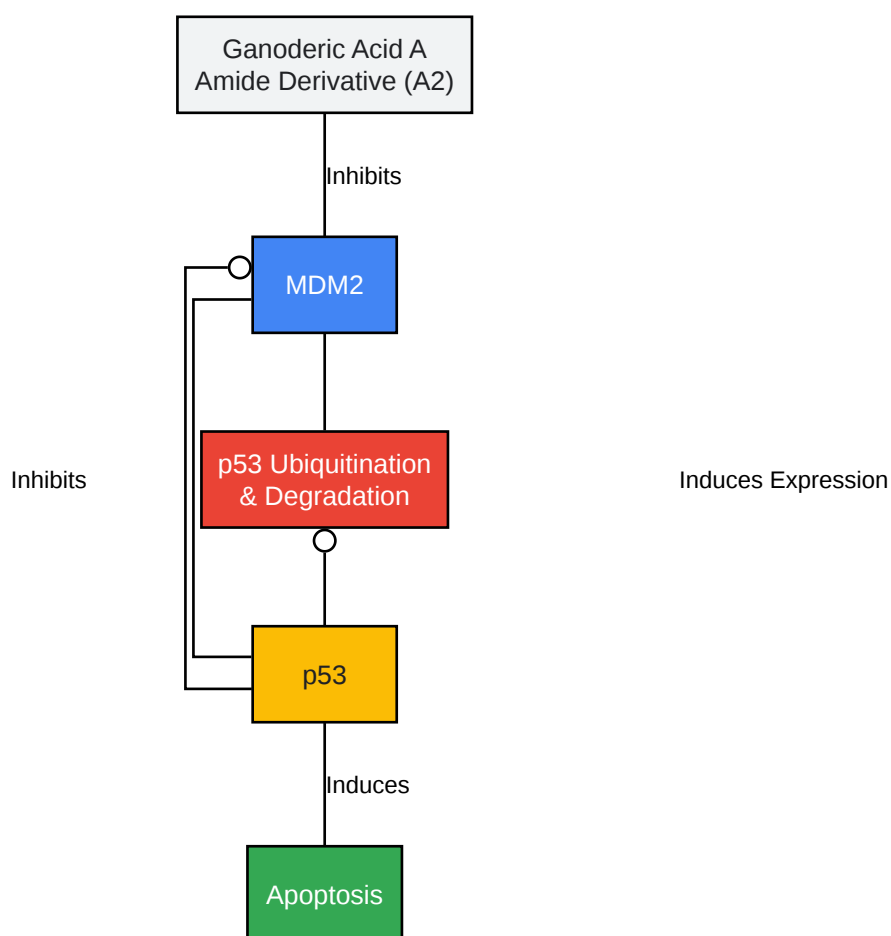 Ganoderic Acid A
Amide Derivative (A2)
Inhibits
MDM2
p53 Ubiquitination
& Degradation
Inhibits
Induces Expression
p53
Induces
Apoptosis